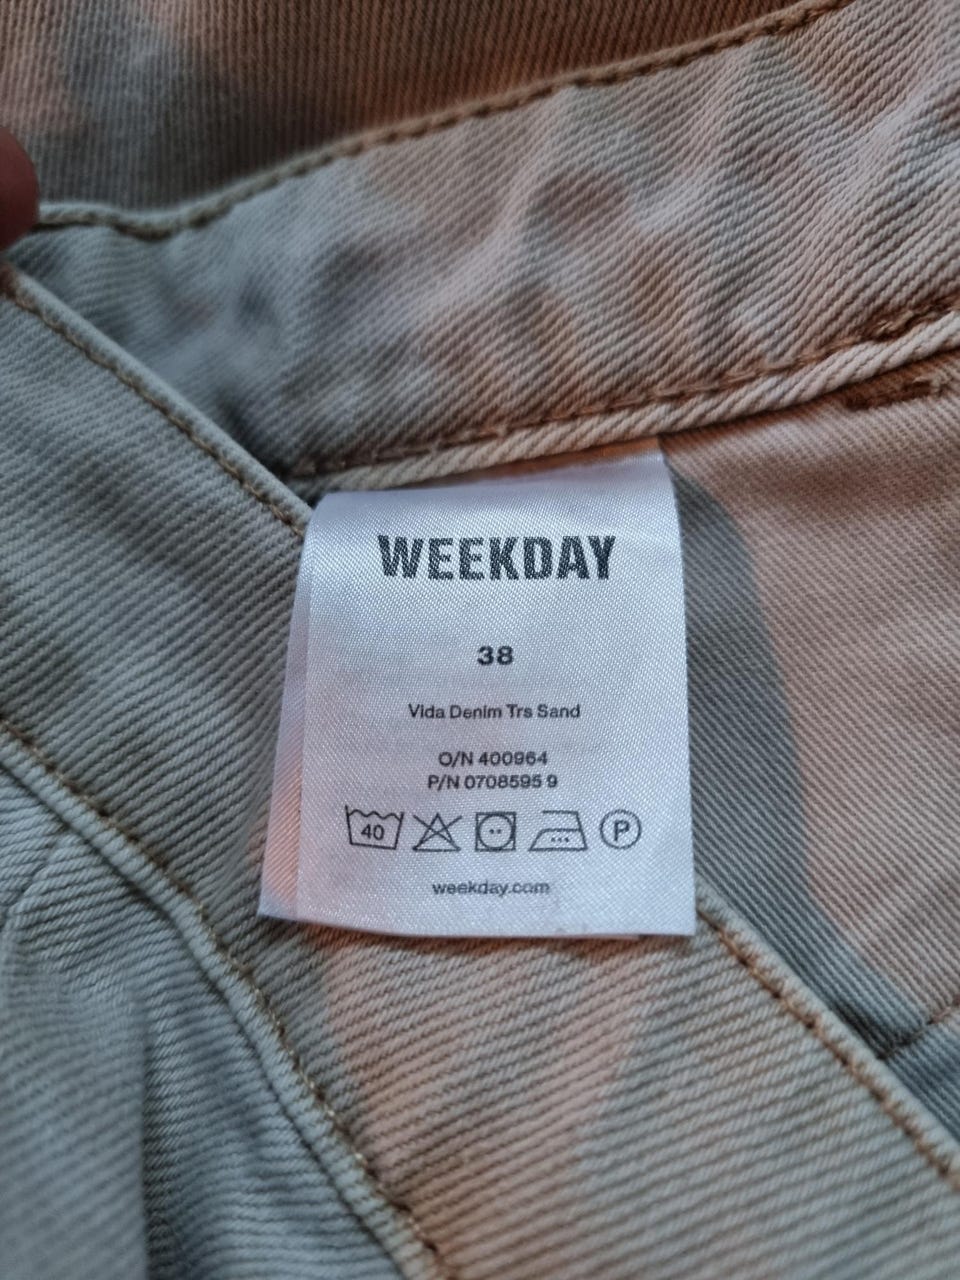 WEEKDAY
38
Vida Denim Trs Sand
O/N 400964
P/N 0708595 9
40 P
weekday.com